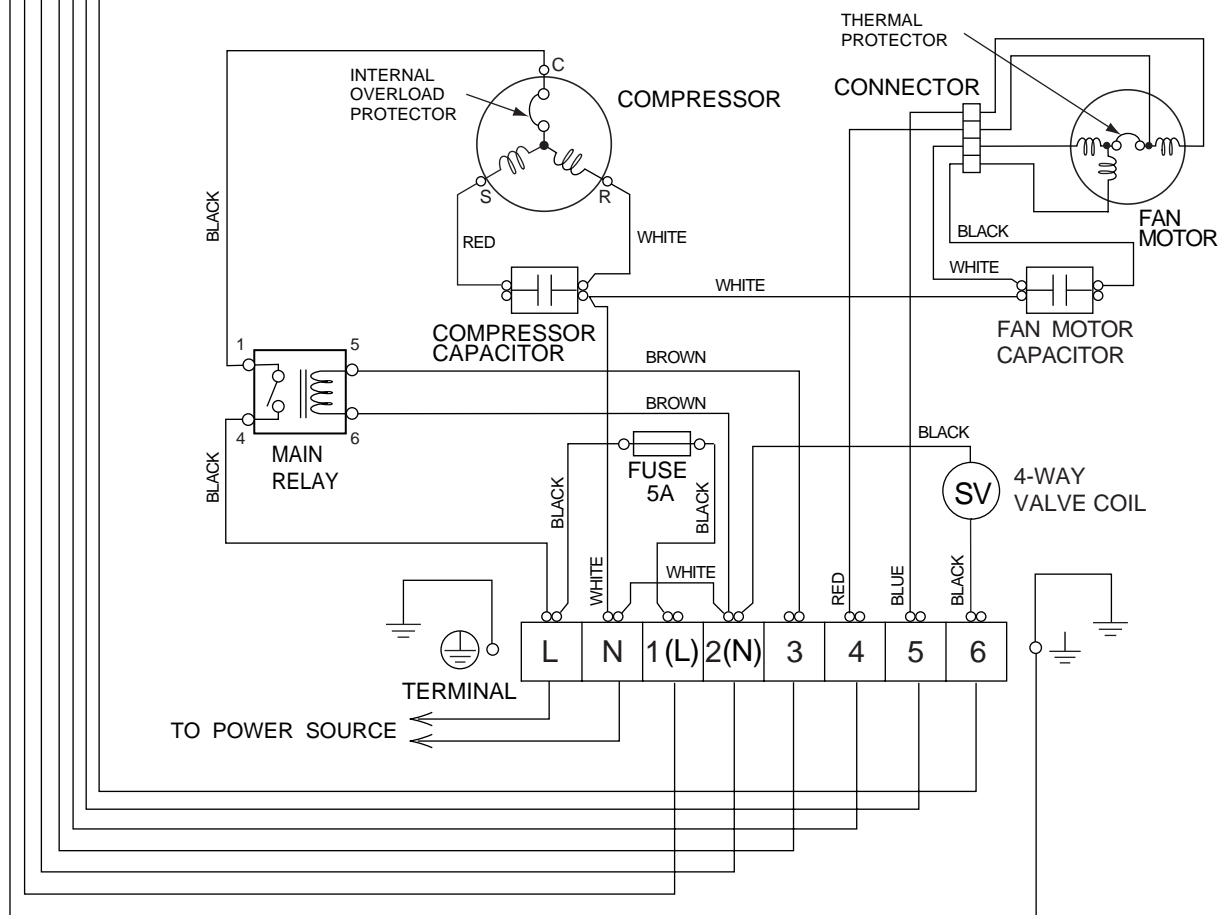 THERMAL
PROTECTOR
C
INTERNAL
OVERLOAD
PROTECTOR
COMPRESSOR
CONNECTOR
BLACK
S
R
RED
WHITE
FAN
MOTOR
BLACK
WHITE
WHITE
COMPRESSOR
CAPACITOR
FAN MOTOR
CAPACITOR
1
5
BROWN
4
6
BROWN
MAIN
RELAY
BLACK
FUSE
5A
BLACK
BLACK
BLACK
SV
4-WAY
VALVE COIL
WHITE
WHITE
RED
BLUE
BLACK
L
N
1(L)
2(N)
3
4
5
6
TERMINAL
TO POWER SOURCE